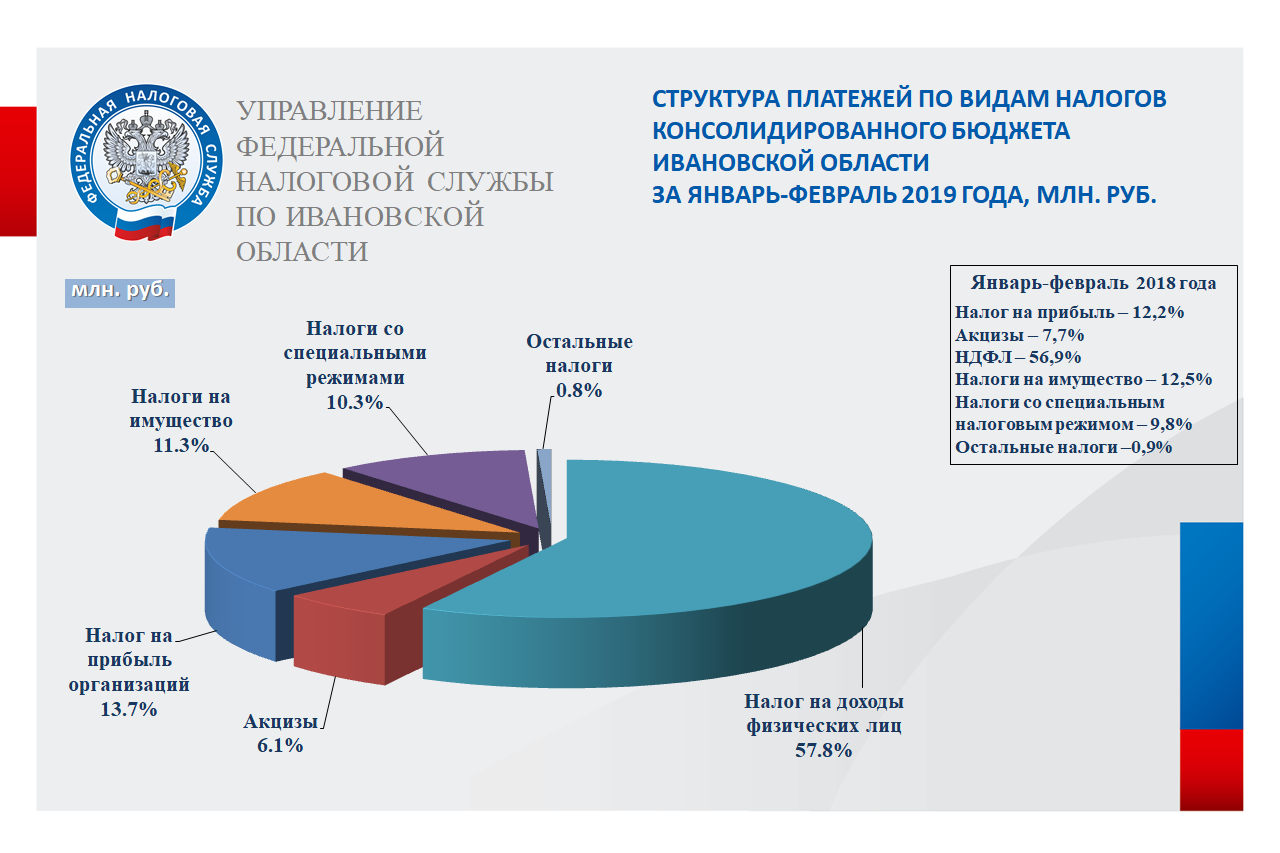 ФЕДЕРАЛЬНАЯ НАЛОГОВАЯ СЛУЖБА
УПРАВЛЕНИЕ
ФЕДЕРАЛЬНОЙ
НАЛОГОВОЙ СЛУЖБЫ
ПО ИВАНОВСКОЙ
ОБЛАСТИ
СТРУКТУРА ПЛАТЕЖЕЙ ПО ВИДАМ НАЛОГОВ
КОНСОЛИДИРОВАННОГО БЮДЖЕТА
ИВАНОВСКОЙ ОБЛАСТИ
ЗА ЯНВАРЬ-ФЕВРАЛЬ 2019 ГОДА, МЛН. РУБ.
млн. руб.
Январь-февраль 2018 года
Налог на прибыль – 12,2%
Акцизы – 7,7%
НДФЛ – 56,9%
Налоги на имущество – 12,5%
Налоги со специальным
налоговым режимом – 9,8%
Остальные налоги –0,9%
Налоги со
специальными
режимами
10.3%
Остальные
налоги
0.8%
Налоги на
имущество
11.3%
Налог на
прибыль
организаций
13.7%
Акцизы
6.1%
Налог на доходы
физических лиц
57.8%